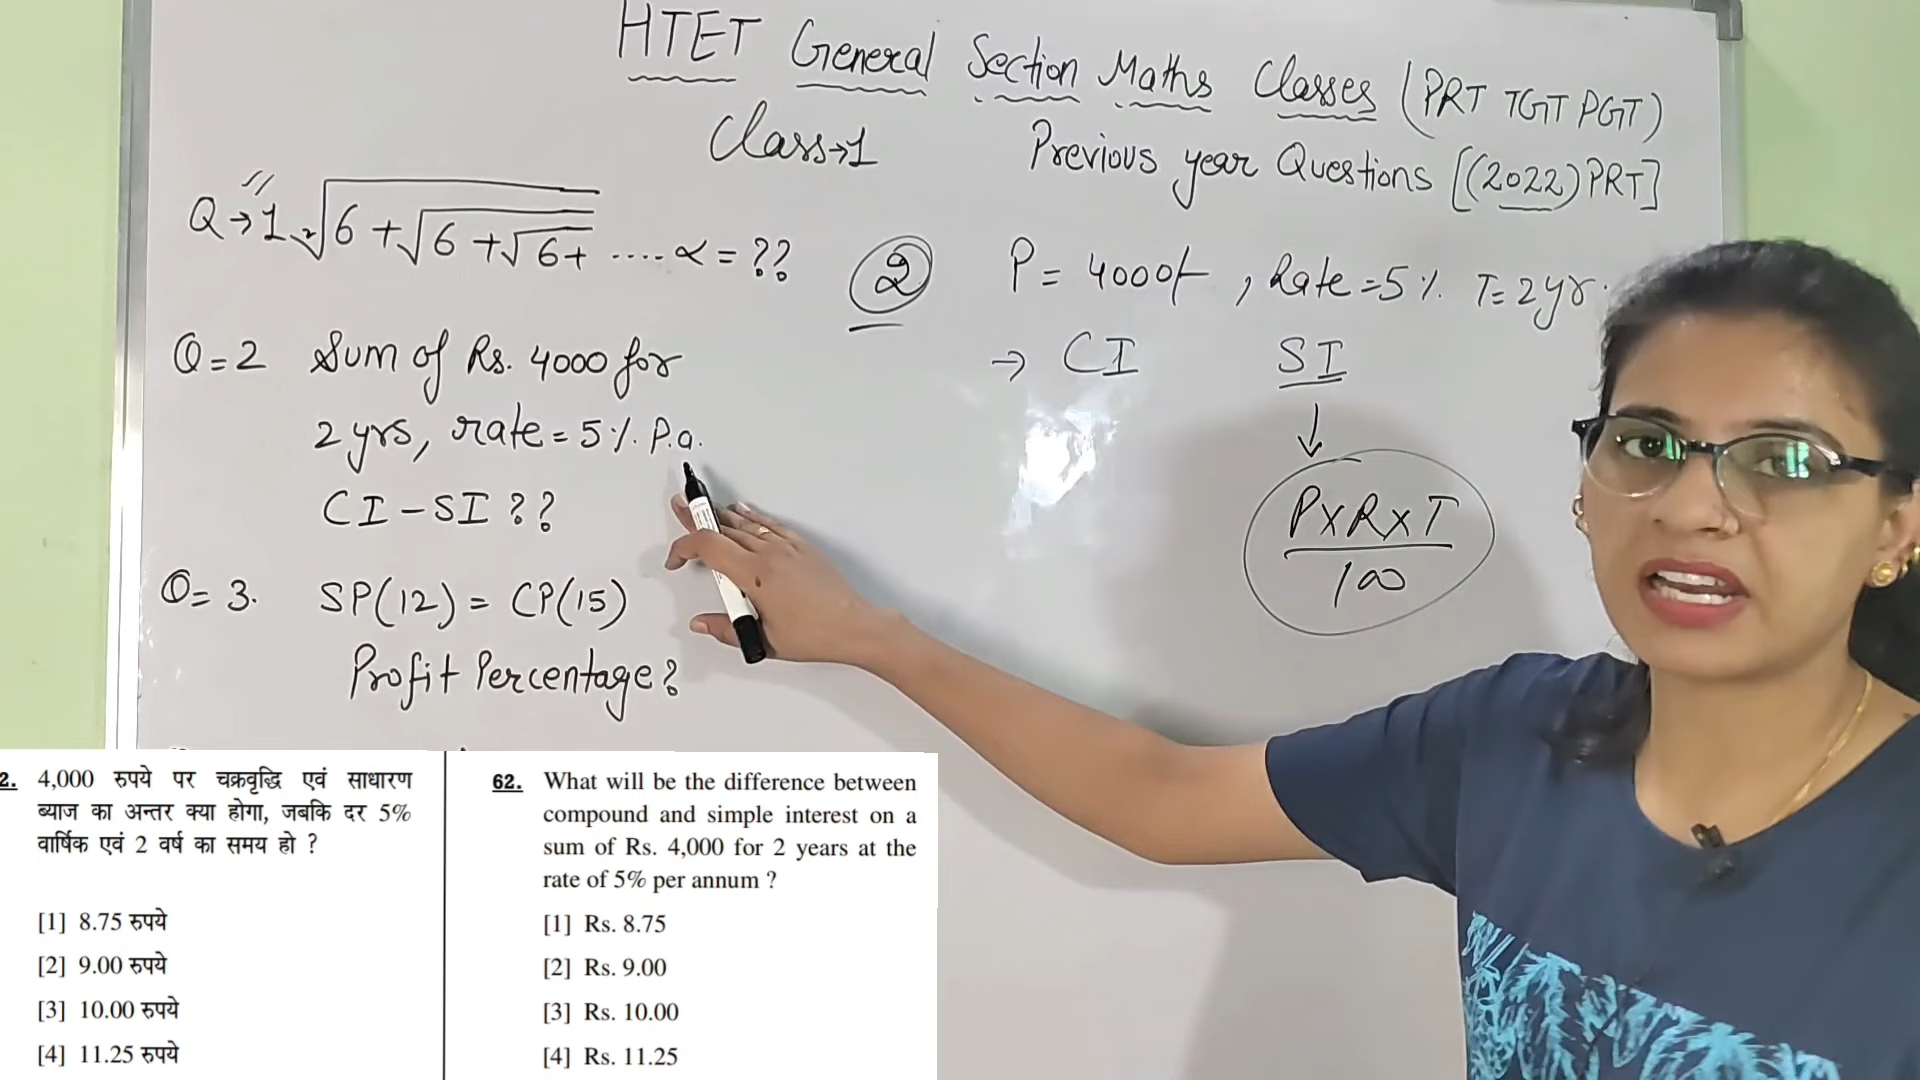 HTET General Section Maths Classes (PRT TGT PGT)
Class→1 Previous year Questions [(2022) PRT]
Q→1 ²√6 + √6 + √6+ .... ∝ = ??
Q=2 Sum of Rs. 4000 for
2 yrs, rate = 5%. P.a.
CI - SI ??
Q= 3. SP(12) = CP(15)
Profit Percentage?
② P = 4000/- , Rate = 5%. T= 2yr.
→ CI SI
↓
P×R×T
100
2. 4,000 रुपये पर चक्रवृद्धि एवं साधारण
ब्याज का अन्तर क्या होगा, जबकि दर 5%
वार्षिक एवं 2 वर्ष का समय हो ?
[1] 8.75 रुपये
[2] 9.00 रुपये
[3] 10.00 रुपये
[4] 11.25 रुपये
62. What will be the difference between
compound and simple interest on a
sum of Rs. 4,000 for 2 years at the
rate of 5% per annum ?
[1] Rs. 8.75
[2] Rs. 9.00
[3] Rs. 10.00
[4] Rs. 11.25